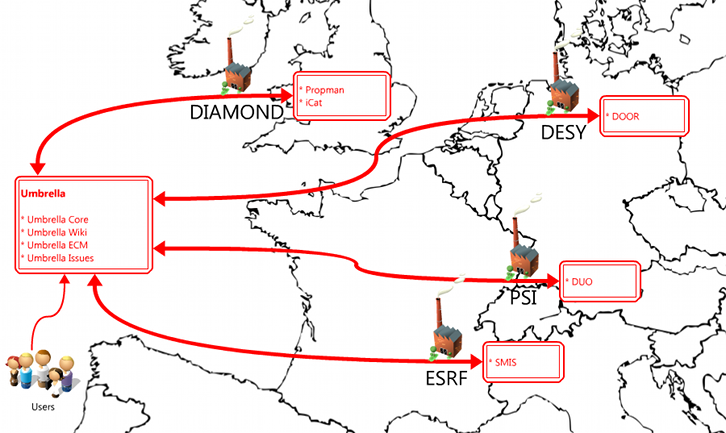 * Propman
* iCat
DIAMOND
* DOOR
DESY
Umbrella
* Umbrella Core
* Umbrella Wiki
* Umbrella ECM
* Umbrella Issues
* DUO
PSI
* SMIS
ESRF
Users